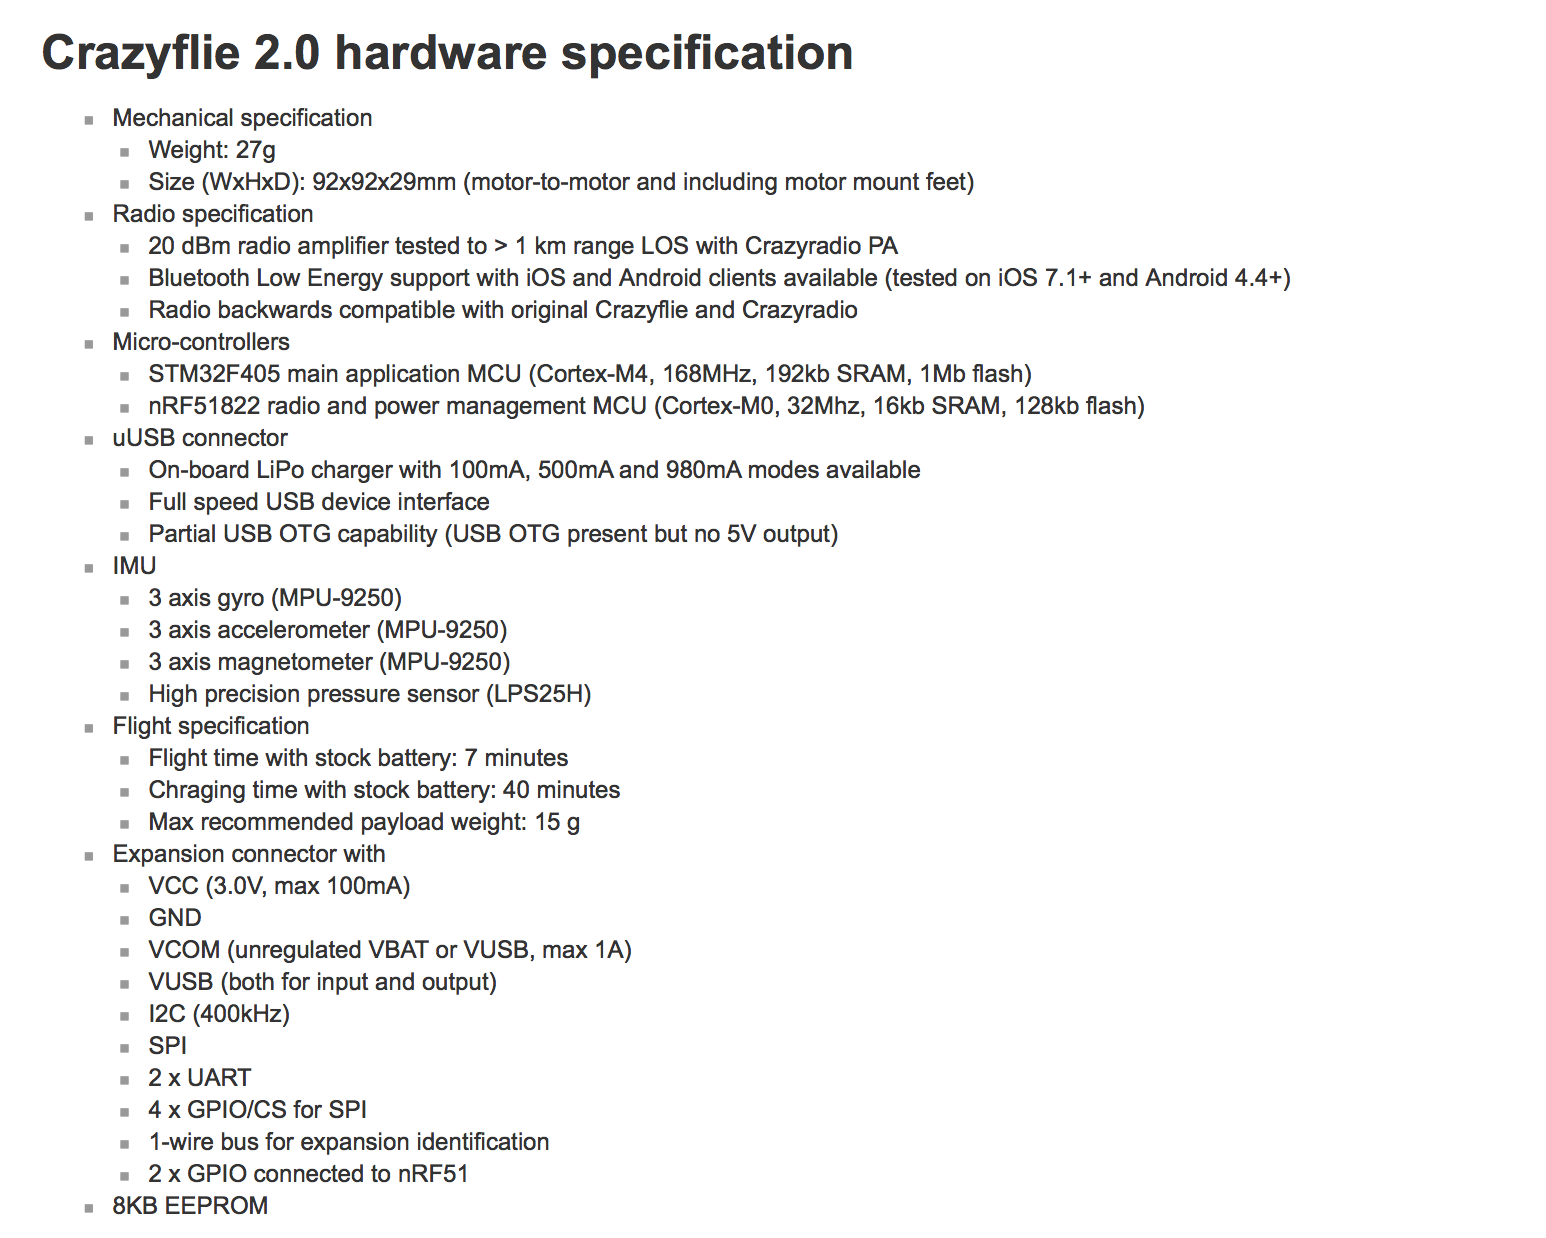 Crazyflie 2.0 hardware specification
Mechanical specification
Weight: 27g
Size (WxHxD): 92x92x29mm (motor-to-motor and including motor mount feet)
Radio specification
20 dBm radio amplifier tested to > 1 km range LOS with Crazyradio PA
Bluetooth Low Energy support with iOS and Android clients available (tested on iOS 7.1+ and Android 4.4+)
Radio backwards compatible with original Crazyflie and Crazyradio
Micro-controllers
STM32F405 main application MCU (Cortex-M4, 168MHz, 192kb SRAM, 1Mb flash)
nRF51822 radio and power management MCU (Cortex-M0, 32Mhz, 16kb SRAM, 128kb flash)
uUSB connector
On-board LiPo charger with 100mA, 500mA and 980mA modes available
Full speed USB device interface
Partial USB OTG capability (USB OTG present but no 5V output)
IMU
3 axis gyro (MPU-9250)
3 axis accelerometer (MPU-9250)
3 axis magnetometer (MPU-9250)
High precision pressure sensor (LPS25H)
Flight specification
Flight time with stock battery: 7 minutes
Chraging time with stock battery: 40 minutes
Max recommended payload weight: 15 g
Expansion connector with
VCC (3.0V, max 100mA)
GND
VCOM (unregulated VBAT or VUSB, max 1A)
VUSB (both for input and output)
I2C (400kHz)
SPI
2 x UART
4 x GPIO/CS for SPI
1-wire bus for expansion identification
2 x GPIO connected to nRF51
8KB EEPROM